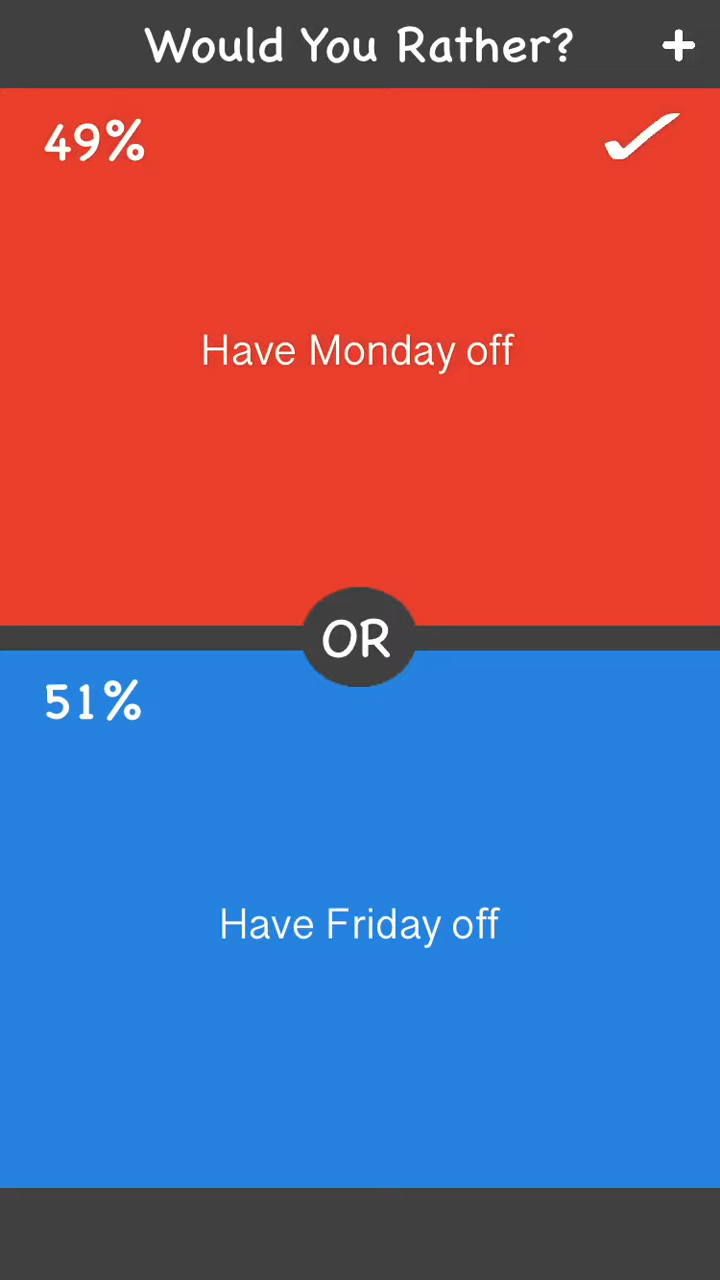 Would You Rather? +
49%
Have Monday off
OR
51%
Have Friday off